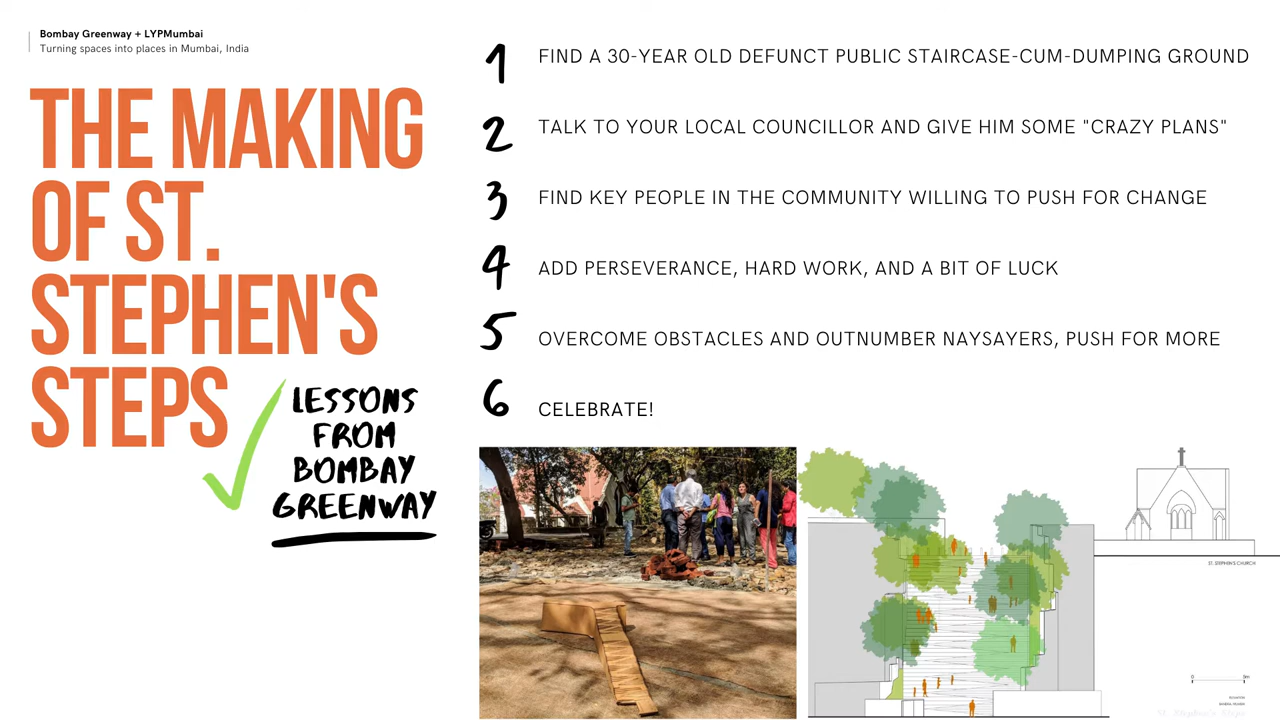 Bombay Greenway + LYPMumbai
Turning spaces into places in Mumbai, India
THE MAKING
OF ST.
STEPHEN'S
STEPS
LESSONS
FROM
BOMBAY
GREENWAY
1 FIND A 30-YEAR OLD DEFUNCT PUBLIC STAIRCASE-CUM-DUMPING GROUND
2 TALK TO YOUR LOCAL COUNCILLOR AND GIVE HIM SOME "CRAZY PLANS"
3 FIND KEY PEOPLE IN THE COMMUNITY WILLING TO PUSH FOR CHANGE
4 ADD PERSEVERANCE, HARD WORK, AND A BIT OF LUCK
5 OVERCOME OBSTACLES AND OUTNUMBER NAYSAYERS, PUSH FOR MORE
6 CELEBRATE!
ST. STEPHEN'S CHURCH
0